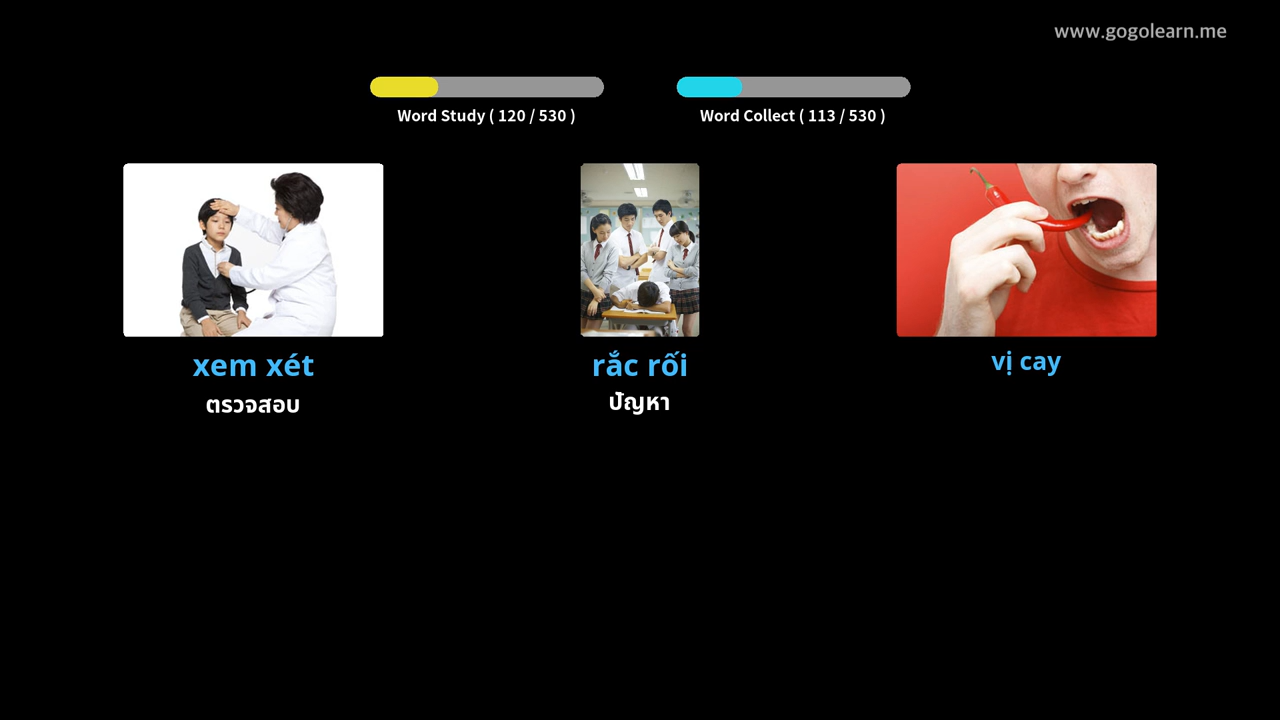 www.gogolearn.me
Word Study ( 120 / 530 )
Word Collect ( 113 / 530 )
xem xét
ตรวจสอบ
rắc rối
ปัญหา
vị cay